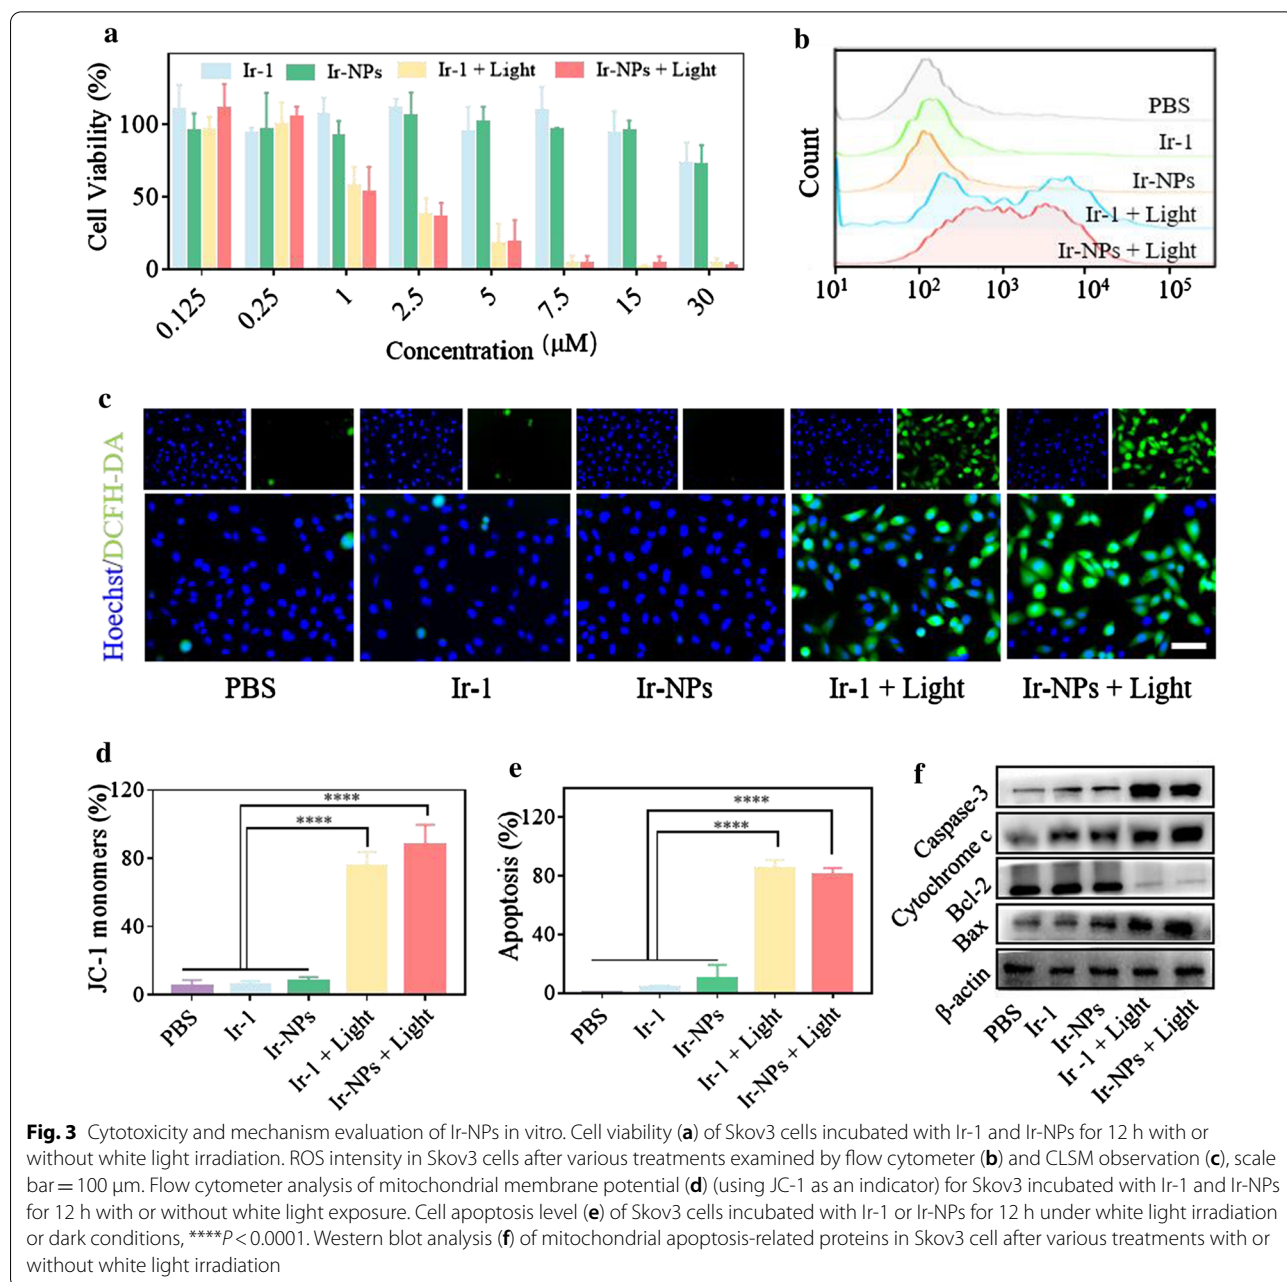 a
Ir-1 Ir-NPs Ir-1 + Light Ir-NPs + Light
Cell Viability (%)
100
50
0
0.125 0.25 1 2.5 5 7.5 15 30
Concentration (μM)
b
Count
PBS
Ir-1
Ir-NPs
Ir-1 + Light
Ir-NPs + Light
10¹ 10² 10³ 10⁴ 10⁵
c
Hoechst/DCFH-DA
PBS Ir-1 Ir-NPs Ir-1 + Light Ir-NPs + Light
d
JC-1 monomers (%)
120
80
40
0
****
****
PBS Ir-1 Ir-NPs Ir-1 + Light Ir-NPs + Light
e
Apoptosis (%)
120
80
40
0
****
****
PBS Ir-1 Ir-NPs Ir-1 + Light Ir-NPs + Light
f
Caspase-3
Cytochrome c
Bcl-2
Bax
β-actin
PBS Ir-1 Ir-NPs Ir-1 + Light Ir-NPs + Light
Fig. 3 Cytotoxicity and mechanism evaluation of Ir-NPs in vitro. Cell viability (a) of Skov3 cells incubated with Ir-1 and Ir-NPs for 12 h with or
without white light irradiation. ROS intensity in Skov3 cells after various treatments examined by flow cytometer (b) and CLSM observation (c), scale
bar = 100 μm. Flow cytometer analysis of mitochondrial membrane potential (d) (using JC-1 as an indicator) for Skov3 incubated with Ir-1 and Ir-NPs
for 12 h with or without white light exposure. Cell apoptosis level (e) of Skov3 cells incubated with Ir-1 or Ir-NPs for 12 h under white light irradiation
or dark conditions, ****P < 0.0001. Western blot analysis (f) of mitochondrial apoptosis-related proteins in Skov3 cell after various treatments with or
without white light irradiation